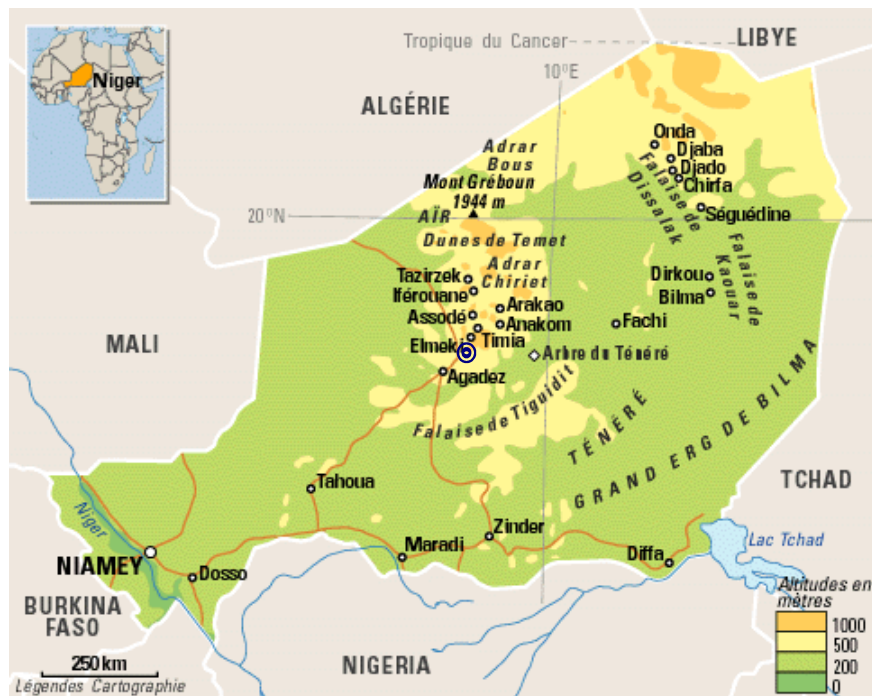 Niger
Tropique du Cancer
LIBYE
10°E
ALGÉRIE
Onda
Djaba
Djado
Chirfa
Falaise de
Dissalak
Séguédine
Adrar
Bous
Mont Gréboun
1944 m
20°N
AÏR
Dunes de Temet
Adrar
Chiriet
Tazirzek
Iférouane
Assodé
Arakao
Anakom
Timia
Elmeki
Agadez
Dirkou
Bilma
Falaise de
Kaouar
Fachi
Arbre du Ténéré
MALI
Falaise de Tiguidit
TÉNÉRÉ
GRAND ERG DE BILMA
TCHAD
Tahoua
Niger
Zinder
Maradi
Diffa
Lac Tchad
NIAMEY
Dosso
BURKINA
FASO
NIGERIA
Altitudes en
mètres
1000
500
200
0
250 km
Légendes Cartographie